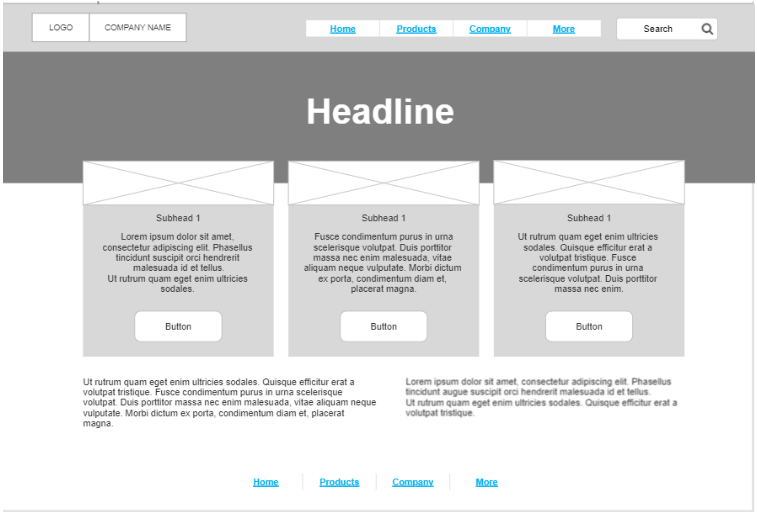 LOGO
COMPANY NAME
Home
Products
Company
More
Search
Headline
Subhead 1
Lorem ipsum dolor sit amet,
consectetur adipiscing elit. Phasellus
tincidunt suscipit orci hendrerit
malesuada id et tellus.
Ut rutrum quam eget enim ultricies
sodales.
Button
Subhead 1
Fusce condimentum purus in urna
scelerisque volutpat. Duis porttitor
massa nec enim malesuada, vitae
aliquam neque vulputate. Morbi dictum
ex porta, condimentum diam et,
placerat magna.
Button
Subhead 1
Ut rutrum quam eget enim ultricies
sodales. Quisque efficitur erat a
volutpat tristique. Fusce
condimentum purus in urna
scelerisque volutpat. Duis porttitor
massa nec enim.
Button
Ut rutrum quam eget enim ultricies sodales. Quisque efficitur erat a
volutpat tristique. Fusce condimentum purus in urna scelerisque
volutpat. Duis porttitor massa nec enim malesuada, vitae aliquam neque
vulputate. Morbi dictum ex porta, condimentum diam et, placerat
magna.
Lorem ipsum dolor sit amet, consectetur adipiscing elit. Phasellus
tincidunt augue suscipit orci hendrerit malesuada id et tellus.
Ut rutrum quam eget enim ultricies sodales. Quisque efficitur erat a
volutpat tristique.
Home
Products
Company
More